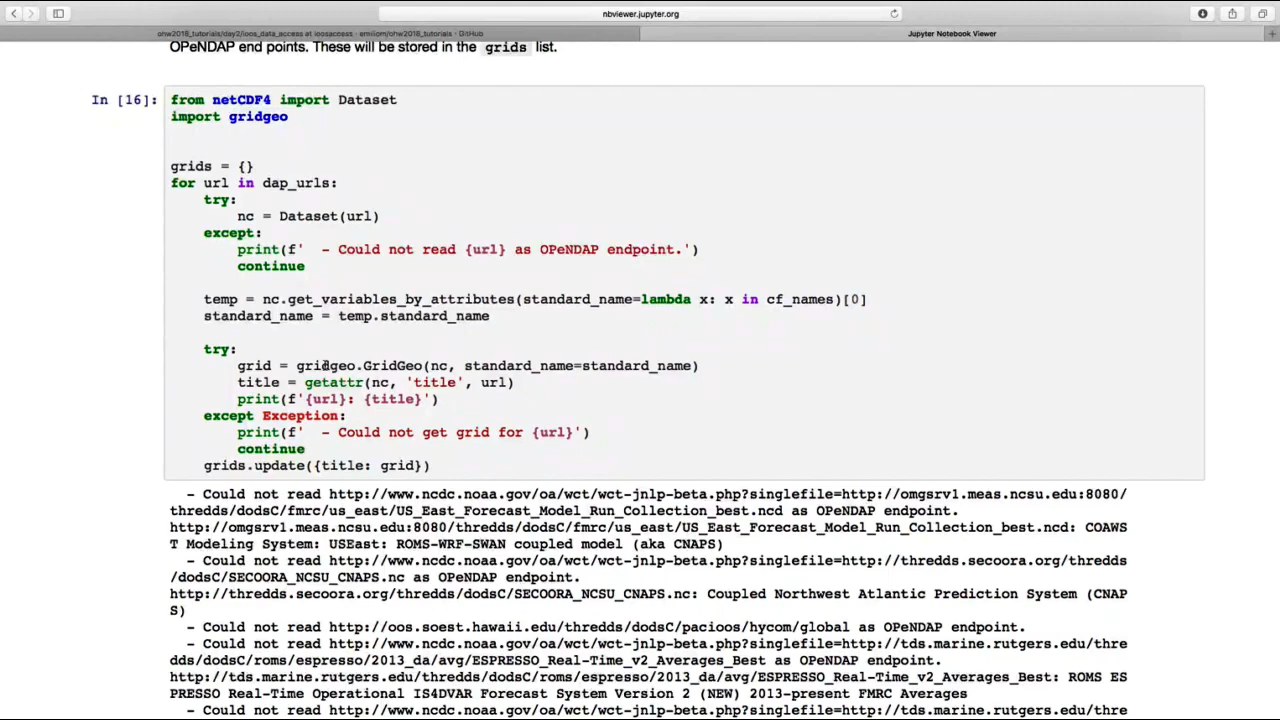 nbviewer.jupyter.org
ohw2018_tutorials/day2/ioos_data_access at ioosaccess · emiliom/ohw2018_tutorials · GitHub
Jupyter Notebook Viewer
OPeNDAP end points. These will be stored in the grids list.
In [16]:
from netCDF4 import Dataset
import gridgeo
grids = {}
for url in dap_urls:
    try:
        nc = Dataset(url)
    except:
        print(f'  - Could not read {url} as OPeNDAP endpoint.')
        continue
    temp = nc.get_variables_by_attributes(standard_name=lambda x: x in cf_names)[0]
    standard_name = temp.standard_name
    try:
        grid = gridgeo.GridGeo(nc, standard_name=standard_name)
        title = getattr(nc, 'title', url)
        print(f'{url}: {title}')
    except Exception:
        print(f'  - Could not get grid for {url}')
        continue
    grids.update({title: grid})
  - Could not read http://www.ncdc.noaa.gov/oa/wct/wct-jnlp-beta.php?singlefile=http://omgsrv1.meas.ncsu.edu:8080/
thredds/dodsC/fmrc/us_east/US_East_Forecast_Model_Run_Collection_best.ncd as OPeNDAP endpoint.
http://omgsrv1.meas.ncsu.edu:8080/thredds/dodsC/fmrc/us_east/US_East_Forecast_Model_Run_Collection_best.ncd: COAWS
T Modeling System: USEast: ROMS-WRF-SWAN coupled model (aka CNAPS)
  - Could not read http://www.ncdc.noaa.gov/oa/wct/wct-jnlp-beta.php?singlefile=http://thredds.secoora.org/thredds
/dodsC/SECOORA_NCSU_CNAPS.nc as OPeNDAP endpoint.
http://thredds.secoora.org/thredds/dodsC/SECOORA_NCSU_CNAPS.nc: Coupled Northwest Atlantic Prediction System (CNAP
S)
  - Could not read http://oos.soest.hawaii.edu/thredds/dodsC/pacioos/hycom/global as OPeNDAP endpoint.
  - Could not read http://www.ncdc.noaa.gov/oa/wct/wct-jnlp-beta.php?singlefile=http://tds.marine.rutgers.edu/thre
dds/dodsC/roms/espresso/2013_da/avg/ESPRESSO_Real-Time_v2_Averages_Best as OPeNDAP endpoint.
http://tds.marine.rutgers.edu/thredds/dodsC/roms/espresso/2013_da/avg/ESPRESSO_Real-Time_v2_Averages_Best: ROMS ES
PRESSO Real-Time Operational IS4DVAR Forecast System Version 2 (NEW) 2013-present FMRC Averages
  - Could not read http://www.ncdc.noaa.gov/oa/wct/wct-jnlp-beta.php?singlefile=http://tds.marine.rutgers.edu/thre